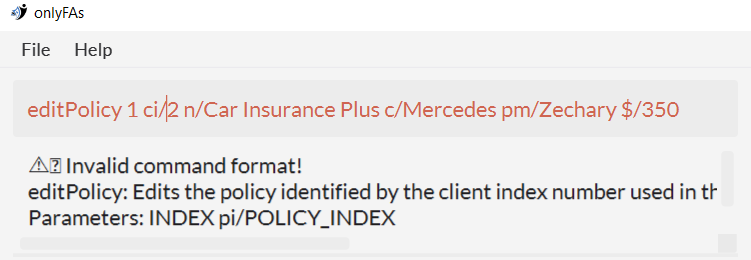 onlyFAs
File Help
editPolicy 1 ci/2 n/Car Insurance Plus c/Mercedes pm/Zechary $/350
⚠ Invalid command format!
editPolicy: Edits the policy identified by the client index number used in th
Parameters: INDEX pi/POLICY_INDEX